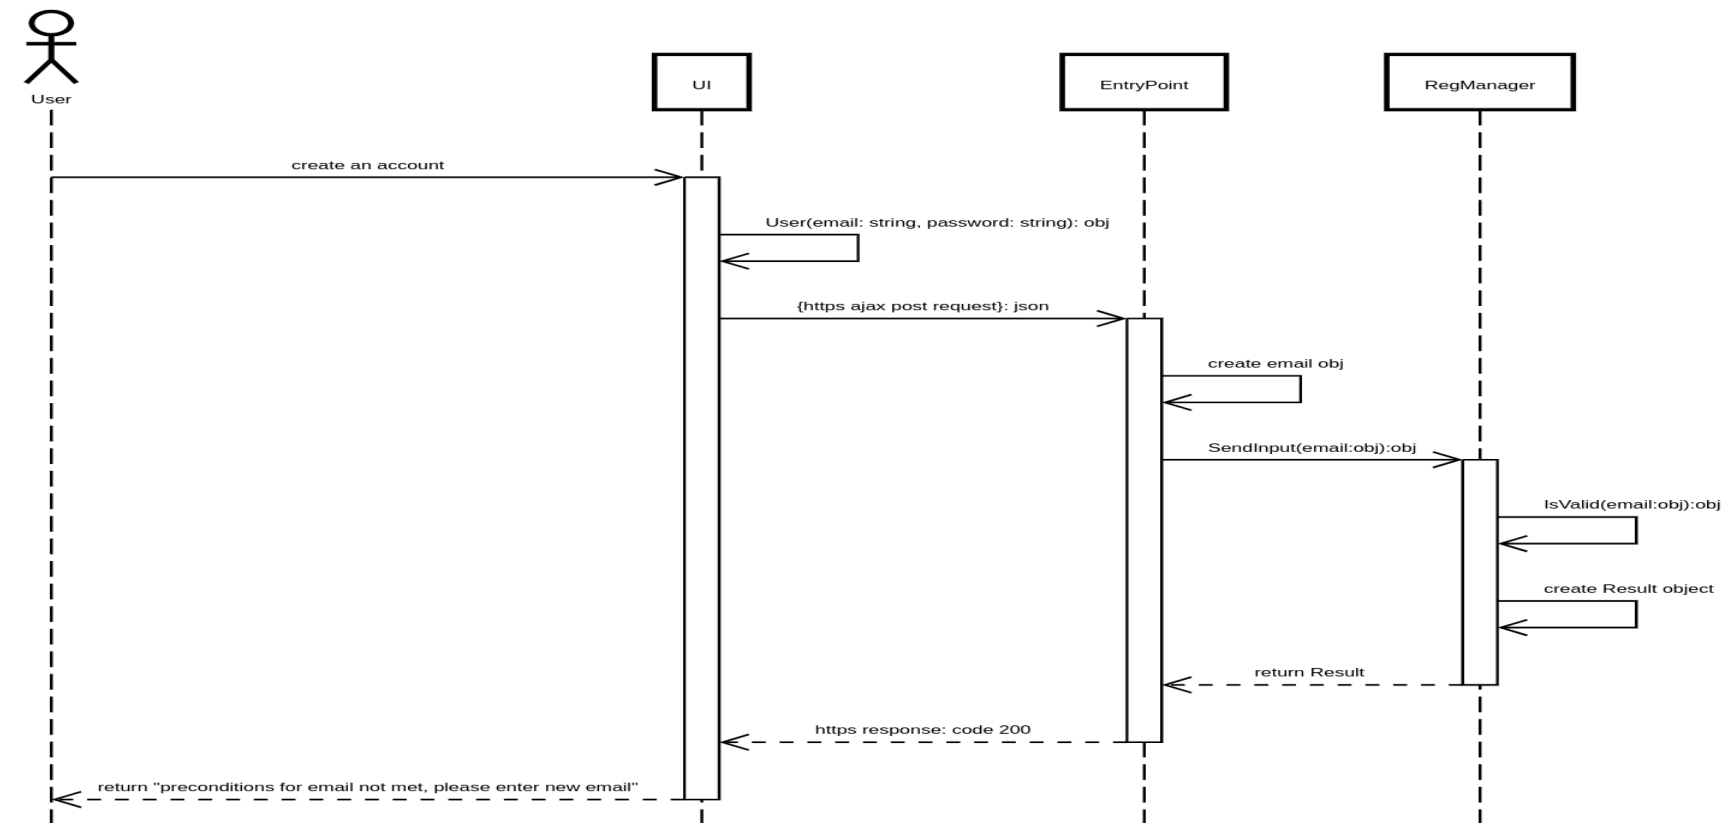 User
UI
EntryPoint
RegManager
create an account
User(email: string, password: string): obj
{https ajax post request}: json
create email obj
SendInput(email:obj):obj
IsValid(email:obj):obj
create Result object
return Result
https response: code 200
return "preconditions for email not met, please enter new email"